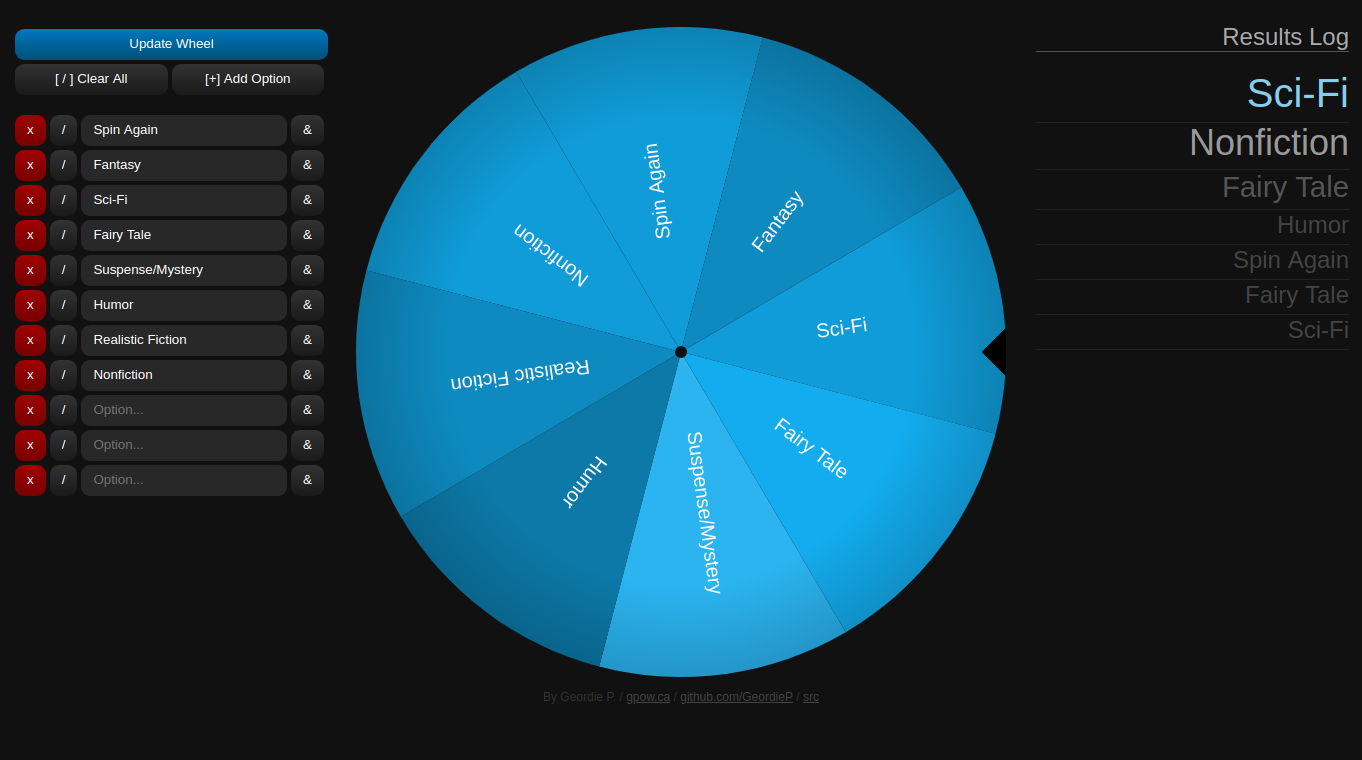 Update Wheel
[ / ] Clear All
[+] Add Option
x / Spin Again &
x / Fantasy &
x / Sci-Fi &
x / Fairy Tale &
x / Suspense/Mystery &
x / Humor &
x / Realistic Fiction &
x / Nonfiction &
x / Option... &
x / Option... &
x / Option... &
Spin Again
Fantasy
Sci-Fi
Fairy Tale
Suspense/Mystery
Humor
Realistic Fiction
Nonfiction
By Geordie P. / gpow.ca / github.com/GeordieP / src
Results Log
Sci-Fi
Nonfiction
Fairy Tale
Humor
Spin Again
Fairy Tale
Sci-Fi